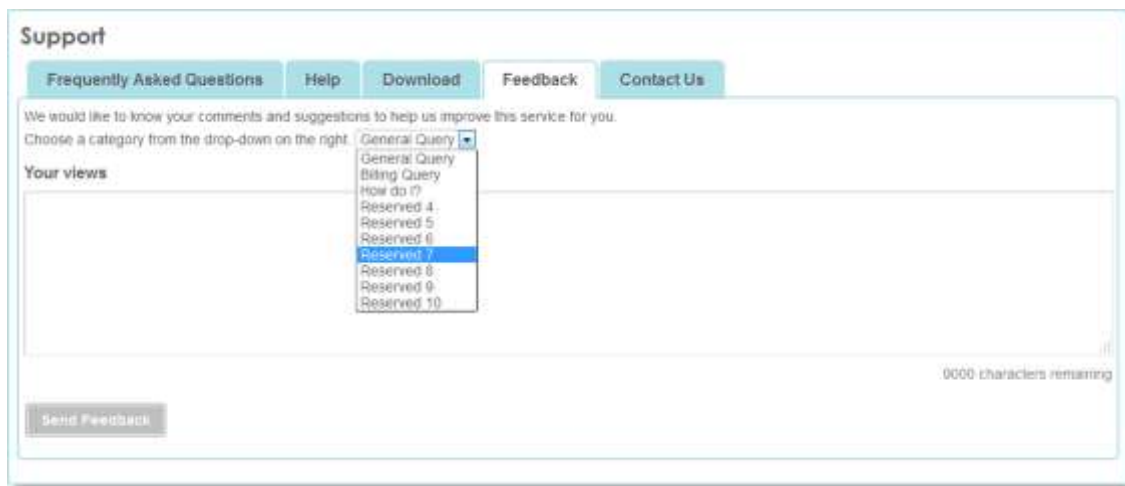 Support
Frequently Asked Questions Help Download Feedback Contact Us
We would like to know your comments and suggestions to help us improve this service for you.
Choose a category from the drop-down on the right. General Query
General Query
Billing Query
How do I?
Reserved 4
Reserved 5
Reserved 6
Reserved 7
Reserved 8
Reserved 9
Reserved 10
Your views
9000 characters remaining
Send Feedback